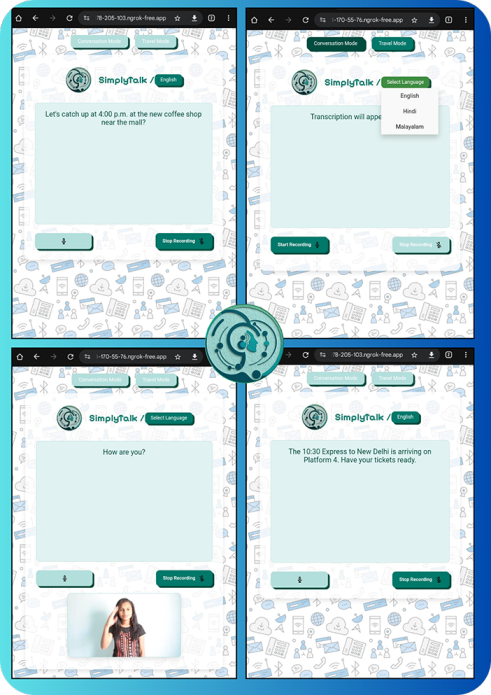 78-205-103.ngrok-free.app
Conversation Mode
Travel Mode
SimplyTalk /
English
Let's catch up at 4:00 p.m. at the new coffee shop
near the mall?
Stop Recording
-170-55-76.ngrok-free.app
Conversation Mode
Travel Mode
SimplyTalk /
Select Language
English
Hindi
Malayalam
Transcription will appe
Start Recording
Stop Recording
-170-55-76.ngrok-free.app
Conversation Mode
Travel Mode
SimplyTalk /
Select Language
How are you?
Stop Recording
78-205-103.ngrok-free.app
Conversation Mode
Travel Mode
SimplyTalk /
English
The 10:30 Express to New Delhi is arriving on
Platform 4. Have your tickets ready.
Stop Recording